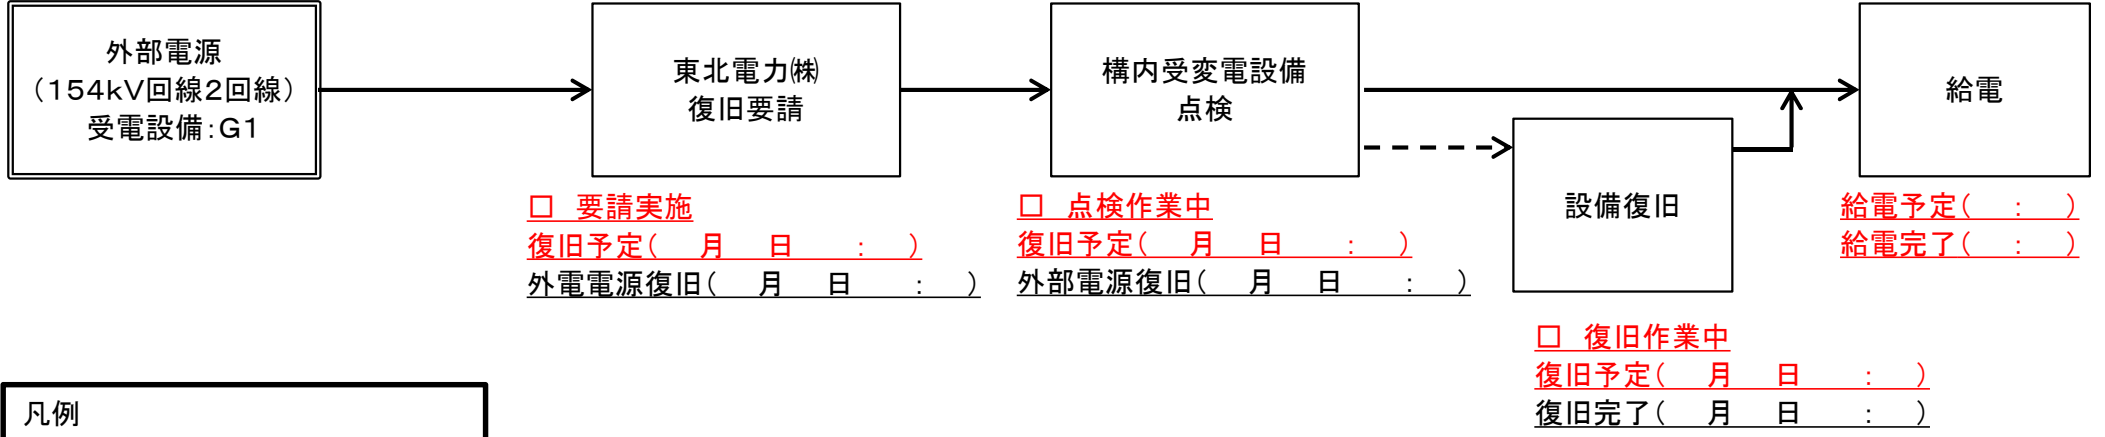 外部電源
（154kV回線2回線）
受電設備：G1
東北電力㈱
復旧要請
構内受変電設備
点検
給電
設備復旧
□　要請実施
復旧予定（　月　日　：　）
外電電源復旧（　月　日　：　）
□　点検作業中
復旧予定（　月　日　：　）
外部電源復旧（　月　日　：　）
給電予定（　：　）
給電完了（　：　）
□　復旧作業中
復旧予定（　月　日　：　）
復旧完了（　月　日　：　）
凡例